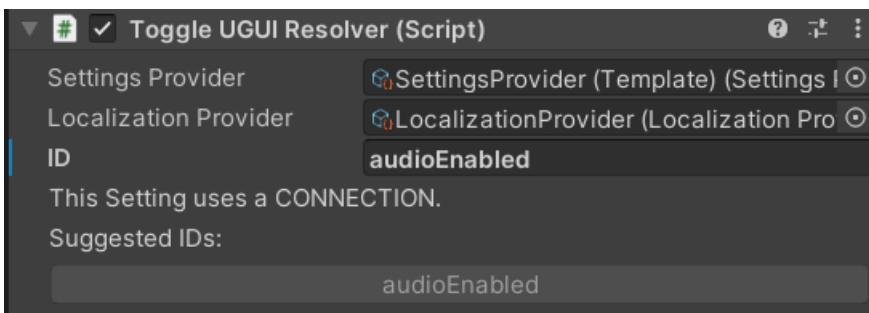 Toggle UGUI Resolver (Script)
Settings Provider SettingsProvider (Template) (Settings
Localization Provider LocalizationProvider (Localization Pro
ID audioEnabled
This Setting uses a CONNECTION.
Suggested IDs:
audioEnabled